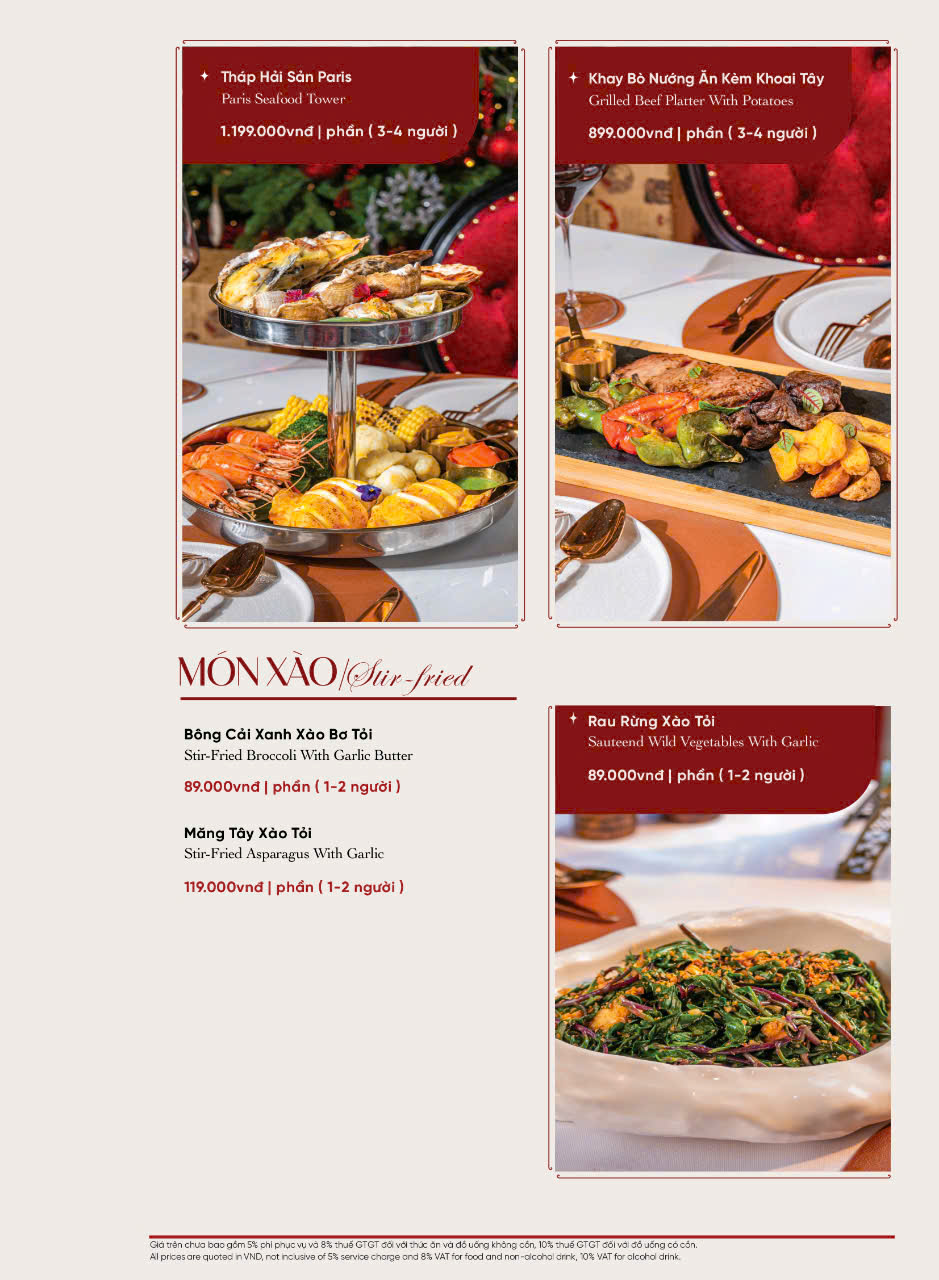 Tháp Hải Sản Paris
Paris Seafood Tower
1.199.000vnđ | phần ( 3-4 người )
Khay Bò Nướng Ăn Kèm Khoai Tây
Grilled Beef Platter With Potatoes
899.000vnđ | phần ( 3-4 người )
MÓN XÀO/Stir-fried
Bông Cải Xanh Xào Bơ Tỏi
Stir-Fried Broccoli With Garlic Butter
89.000vnđ | phần ( 1-2 người )
Măng Tây Xào Tỏi
Stir-Fried Asparagus With Garlic
119.000vnđ | phần ( 1-2 người )
Rau Rừng Xào Tỏi
Sauteend Wild Vegetables With Garlic
89.000vnđ | phần ( 1-2 người )
Giá trên chưa bao gồm 5% phí phục vụ và 8% thuế GTGT đối với thức ăn và đồ uống không cồn, 10% thuế GTGT đối với đồ uống có cồn.
All prices are quoted in VND, not inclusive of 5% service charge and 8% VAT for food and non-alcohol drink, 10% VAT for alcohol drink.